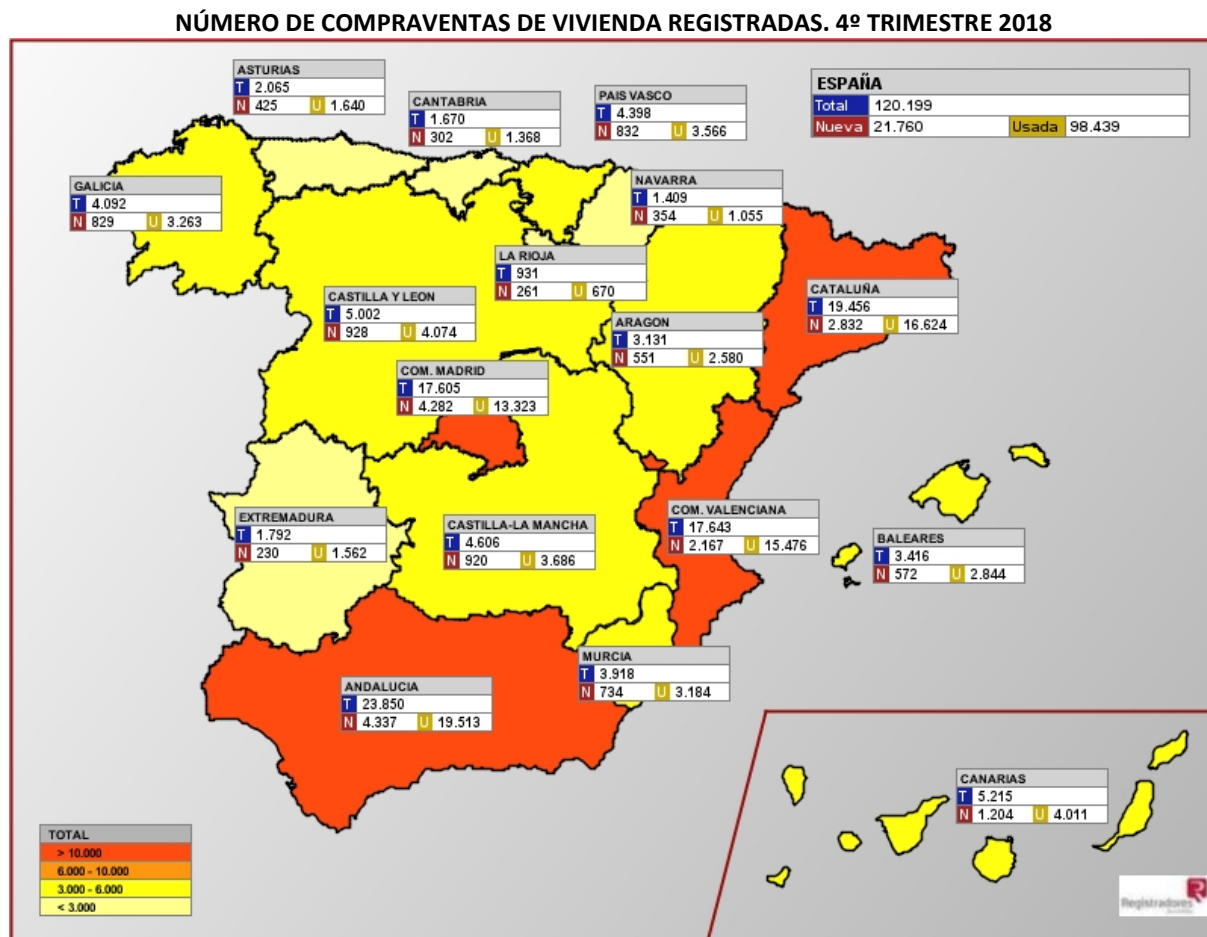 NÚMERO DE COMPRAVENTAS DE VIVIENDA REGISTRADAS. 4º TRIMESTRE 2018
ASTURIAS
T 2.065
N 425 U 1.640
CANTABRIA
T 1.670
N 302 U 1.368
PAIS VASCO
T 4.398
N 832 U 3.566
ESPAÑA
Total 120.199
Nueva 21.760 Usada 98.439
GALICIA
T 4.092
N 829 U 3.263
NAVARRA
T 1.409
N 354 U 1.055
LA RIOJA
T 931
N 261 U 670
CASTILLA Y LEON
T 5.002
N 928 U 4.074
CATALUÑA
T 19.456
N 2.832 U 16.624
ARAGON
T 3.131
N 551 U 2.580
COM. MADRID
T 17.605
N 4.282 U 13.323
EXTREMADURA
T 1.792
N 230 U 1.562
CASTILLA-LA MANCHA
T 4.606
N 920 U 3.686
COM. VALENCIANA
T 17.643
N 2.167 U 15.476
BALEARES
T 3.416
N 572 U 2.844
MURCIA
T 3.918
N 734 U 3.184
ANDALUCIA
T 23.850
N 4.337 U 19.513
CANARIAS
T 5.215
N 1.204 U 4.011
TOTAL
> 10.000
6.000 - 10.000
3.000 - 6.000
< 3.000
R
Registradores